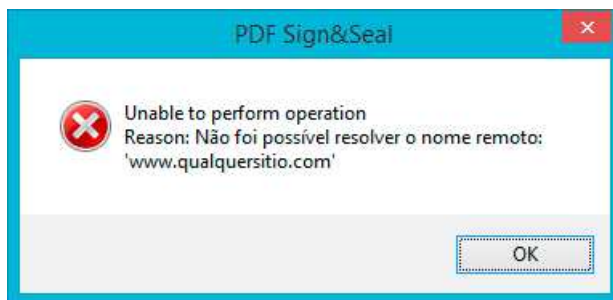 PDF Sign&Seal
Unable to perform operation
Reason: Não foi possível resolver o nome remoto:
'www.qualquersitio.com'
OK